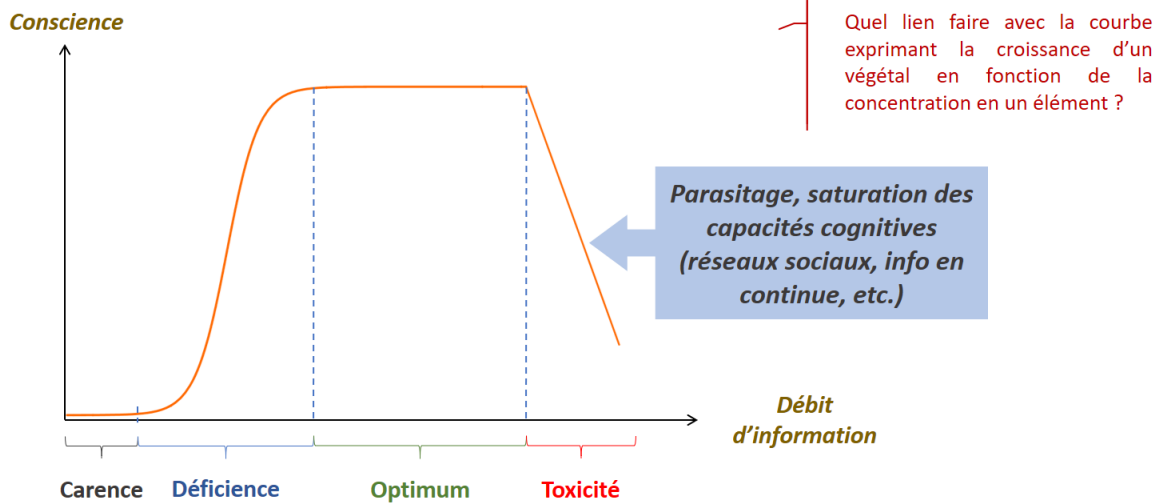 Conscience
Quel lien faire avec la courbe
exprimant la croissance d'un
végétal en fonction de la
concentration en un élément ?
Parasitage, saturation des
capacités cognitives
(réseaux sociaux, info en
continue, etc.)
Débit
d'information
Carence
Déficience
Optimum
Toxicité